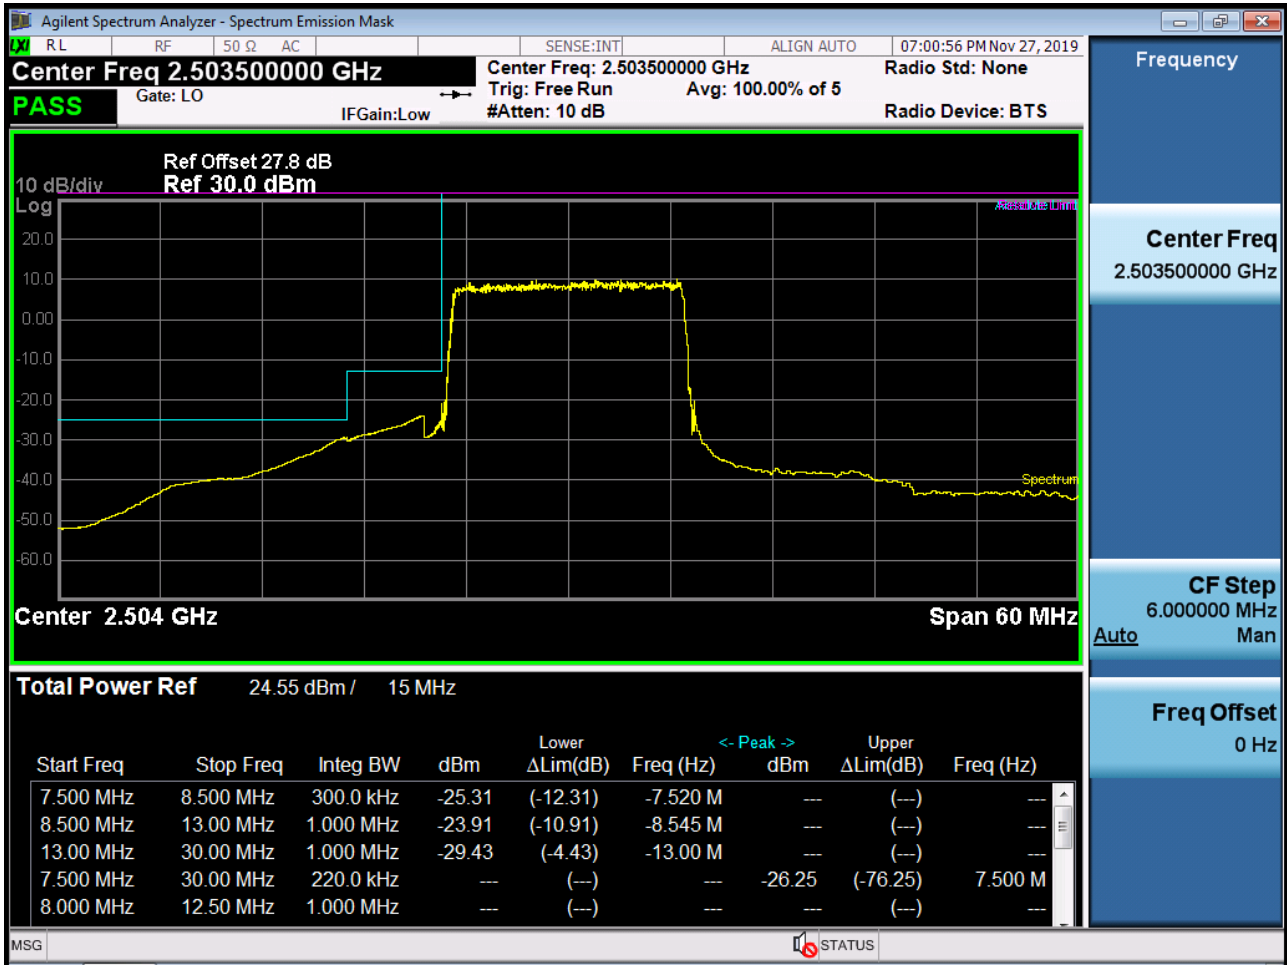 Agilent Spectrum Analyzer - Spectrum Emission Mask
LXI RL RF 50 Ω AC SENSE:INT ALIGN AUTO 07:00:56 PM Nov 27, 2019
Center Freq 2.503500000 GHz
PASS
Gate: LO
IFGain:Low
Center Freq: 2.503500000 GHz
Trig: Free Run Avg: 100.00% of 5
#Atten: 10 dB
Radio Std: None
Radio Device: BTS
Ref Offset 27.8 dB
10 dB/div Ref 30.0 dBm
Log
20.0
10.0
0.00
-10.0
-20.0
-30.0
-40.0
-50.0
-60.0
Spectrum
Center 2.504 GHz Span 60 MHz
Total Power Ref 24.55 dBm / 15 MHz
Lower <- Peak -> Upper
Start Freq Stop Freq Integ BW dBm ΔLim(dB) Freq (Hz) dBm ΔLim(dB) Freq (Hz)
7.500 MHz 8.500 MHz 300.0 kHz -25.31 (-12.31) -7.520 M --- (---) ---
8.500 MHz 13.00 MHz 1.000 MHz -23.91 (-10.91) -8.545 M --- (---) ---
13.00 MHz 30.00 MHz 1.000 MHz -29.43 (-4.43) -13.00 M --- (---) ---
7.500 MHz 30.00 MHz 220.0 kHz --- (---) --- -26.25 (-76.25) 7.500 M
8.000 MHz 12.50 MHz 1.000 MHz --- (---) --- --- (---) ---
MSG STATUS
Frequency
Center Freq
2.503500000 GHz
CF Step
6.000000 MHz
Auto Man
Freq Offset
0 Hz